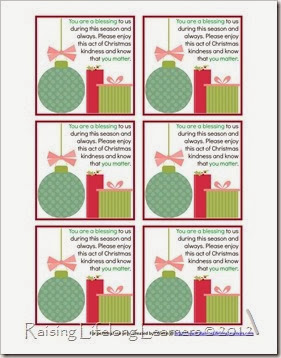 You are a blessing to us You are a blessing to us
during this season and during this season and
always. Please enjoy always. Please enjoy
this act of Christmas this act of Christmas
kindness and know kindness and know
that you matter. that you matter.
You are a blessing to us You are a blessing to us
during this season and during this season and
always. Please enjoy always. Please enjoy
this act of Christmas this act of Christmas
kindness and know kindness and know
that you matter. that you matter.
You are a blessing to us You are a blessing to us
during this season and during this season and
always. Please enjoy always. Please enjoy
this act of Christmas this act of Christmas
kindness and know kindness and know
that you matter. that you matter.
Raising Lifelong Learners © 2013